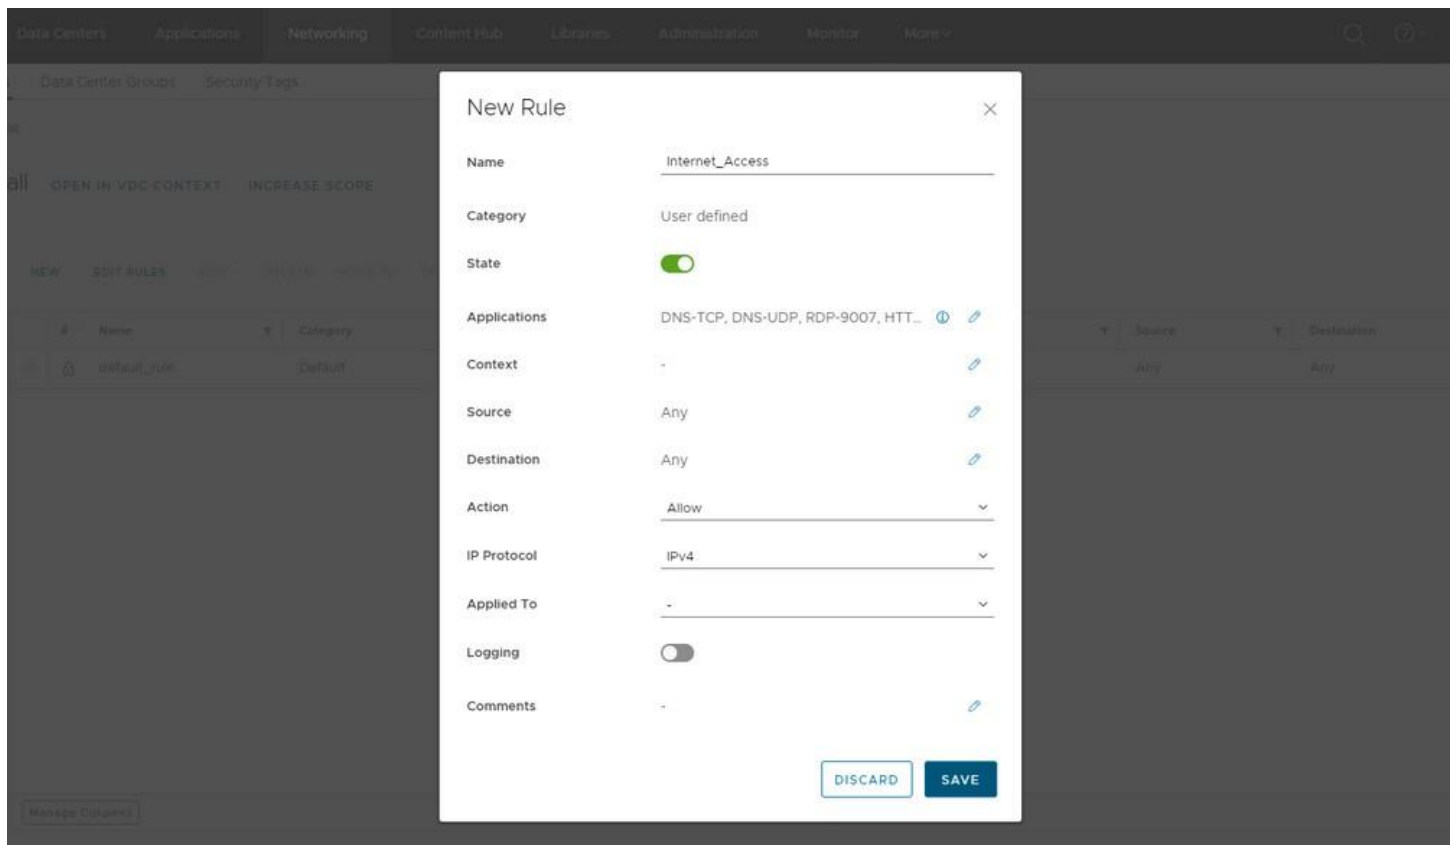 Data Centers Applications Networking Content Hub Libraries Administration Monitor More
Data Center Groups Security Tags
all OPEN IN VDC CONTEXT INCREASE SCOPE
NEW EDIT RULES
# Name Category Source Destination
default_rule Default Any Any
Manage Columns
New Rule
Name Internet_Access
Category User defined
State
Applications DNS-TCP, DNS-UDP, RDP-9007, HTT...
Context -
Source Any
Destination Any
Action Allow
IP Protocol IPv4
Applied To -
Logging
Comments -
DISCARD SAVE